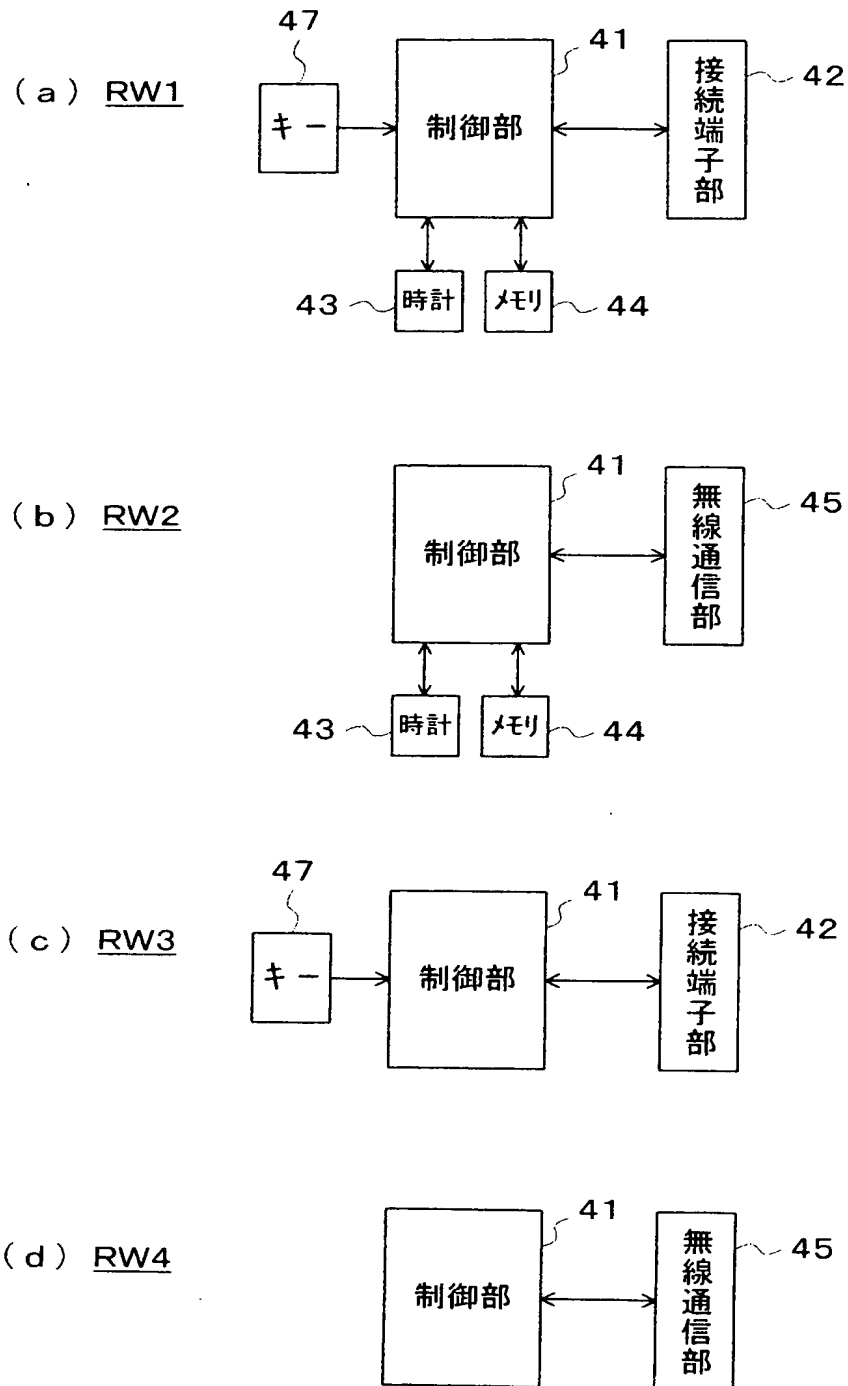 47
41
(a) RW1
キー
制御部
接続端子部
42
43
時計
メモリ
44
41
(b) RW2
制御部
無線通信部
45
43
時計
メモリ
44
47
41
(c) RW3
キー
制御部
接続端子部
42
41
(d) RW4
制御部
無線通信部
45